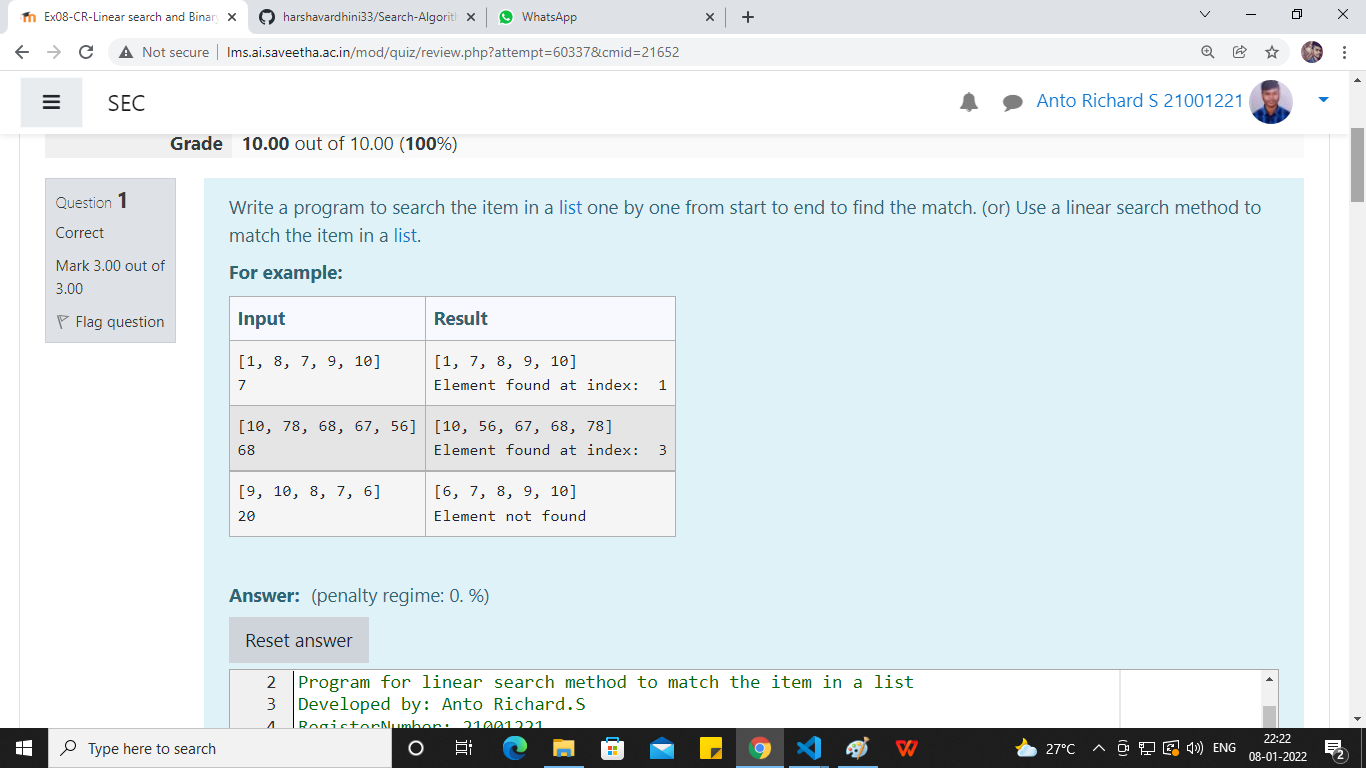 Ex08-CR-Linear search and Binar
harshavardhini33/Search-Algorit
WhatsApp
Not secure
lms.ai.saveetha.ac.in/mod/quiz/review.php?attempt=60337&cmid=21652
SEC
Anto Richard S 21001221
Grade 10.00 out of 10.00 (100%)
Question 1
Correct
Mark 3.00 out of
3.00
Flag question
Write a program to search the item in a list one by one from start to end to find the match. (or) Use a linear search method to
match the item in a list.
For example:
Input Result
[1, 8, 7, 9, 10] [1, 7, 8, 9, 10]
7 Element found at index:  1
[10, 78, 68, 67, 56] [10, 56, 67, 68, 78]
68 Element found at index:  3
[9, 10, 8, 7, 6] [6, 7, 8, 9, 10]
20 Element not found
Answer: (penalty regime: 0. %)
Reset answer
2 Program for linear search method to match the item in a list
3 Developed by: Anto Richard.S
4 RegisterNumber: 21001221
Type here to search
27°C
ENG
22:22
08-01-2022
2